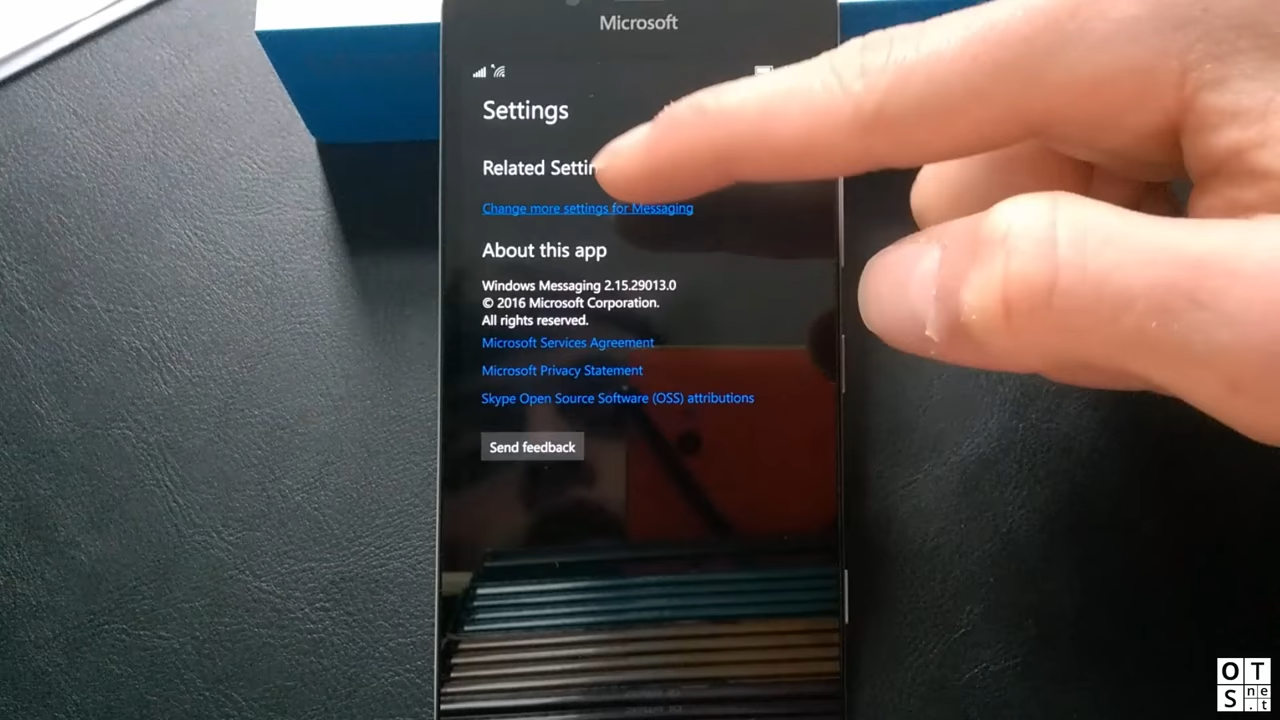 Microsoft
Settings
Related Settin
Change more settings for Messaging
About this app
Windows Messaging 2.15.29013.0
© 2016 Microsoft Corporation.
All rights reserved.
Microsoft Services Agreement
Microsoft Privacy Statement
Skype Open Source Software (OSS) attributions
Send feedback
O T
S ne
.t